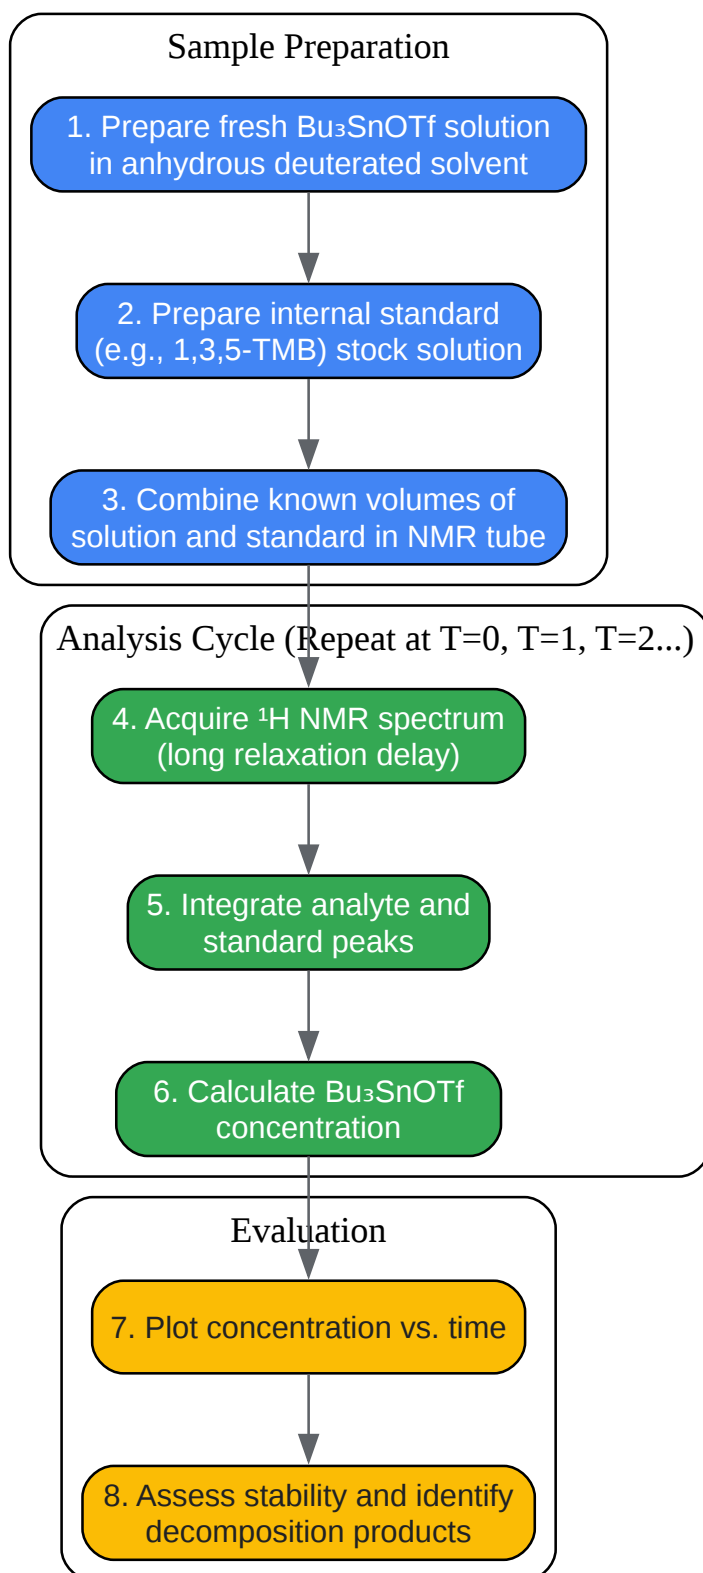 Sample Preparation
1. Prepare fresh Bu₃SnOTf solution
in anhydrous deuterated solvent
2. Prepare internal standard
(e.g., 1,3,5-TMB) stock solution
3. Combine known volumes of
solution and standard in NMR tube
Analysis Cycle (Repeat at T=0, T=1, T=2...)
4. Acquire ¹H NMR spectrum
(long relaxation delay)
5. Integrate analyte and
standard peaks
6. Calculate Bu₃SnOTf
concentration
Evaluation
7. Plot concentration vs. time
8. Assess stability and identify
decomposition products